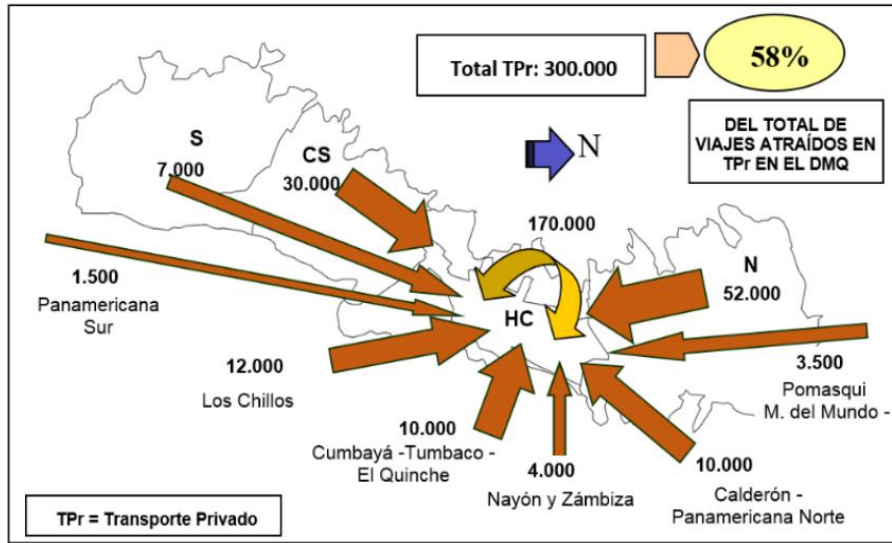 Total TPr: 300.000
58%
DEL TOTAL DE
VIAJES ATRAÍDOS EN
TPr EN EL DMQ
N
S
7.000
CS
30.000
170.000
N
52.000
HC
1.500
Panamericana
Sur
12.000
Los Chillos
10.000
Cumbayá -Tumbaco -
El Quinche
4.000
Nayón y Zámbiza
10.000
Calderón -
Panamericana Norte
3.500
Pomasqui
M. del Mundo -
TPr = Transporte Privado